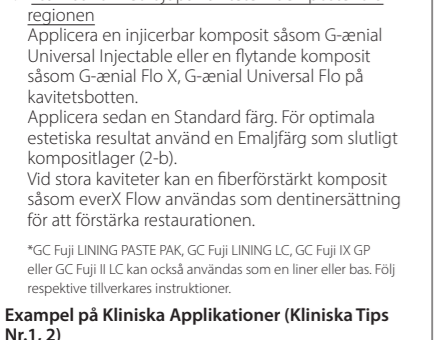 regionen
Applicera en injicerbar komposit såsom G-ænial
Universal Injectable eller en flytande komposit
såsom G-ænial Flo X, G-ænial Universal Flo på
kavitetsbotten.
Applicera sedan en Standard färg. För optimala
estetiska resultat använd en Emaljfärg som slutligt
kompositlager (2-b).
Vid stora kaviteter kan en fiberförstärkt komposit
såsom everX Flow användas som dentinersättning
för att förstärka restaurationen.
*GC Fuji LINING PASTE PAK, GC Fuji LINING LC, GC Fuji IX GP
eller GC Fuji II LC kan också användas som en liner eller bas. Följ
respektive tillverkares instruktioner.
Exampel på Kliniska Applikationer (Kliniska Tips
Nr.1, 2)